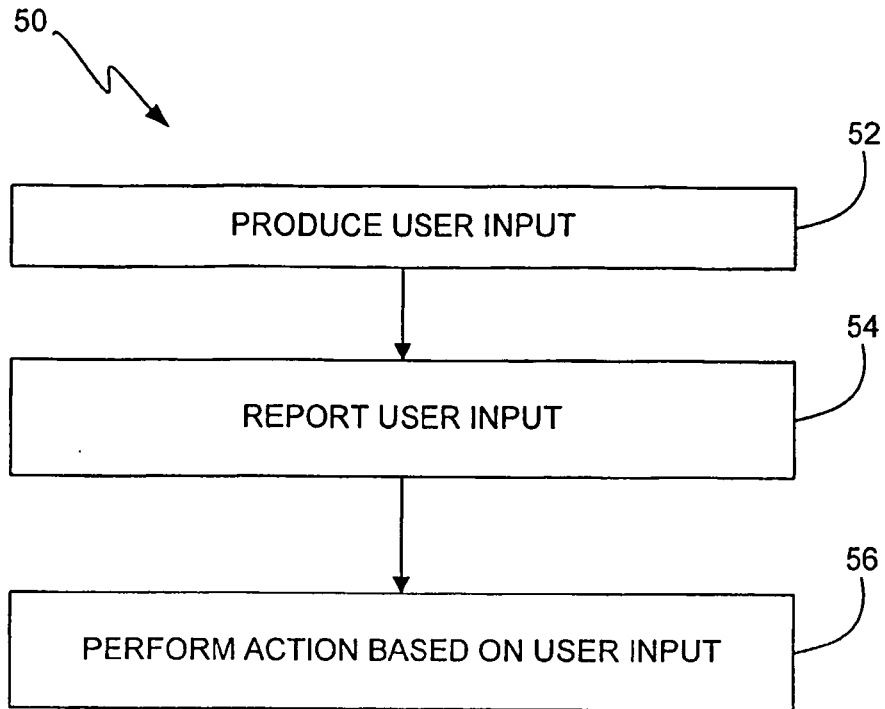 50
52
PRODUCE USER INPUT
54
REPORT USER INPUT
56
PERFORM ACTION BASED ON USER INPUT